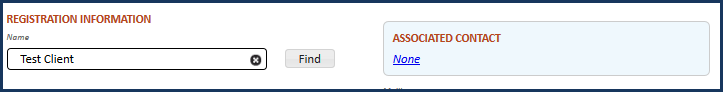 REGISTRATION INFORMATION
Name
Test Client
Find
ASSOCIATED CONTACT
None